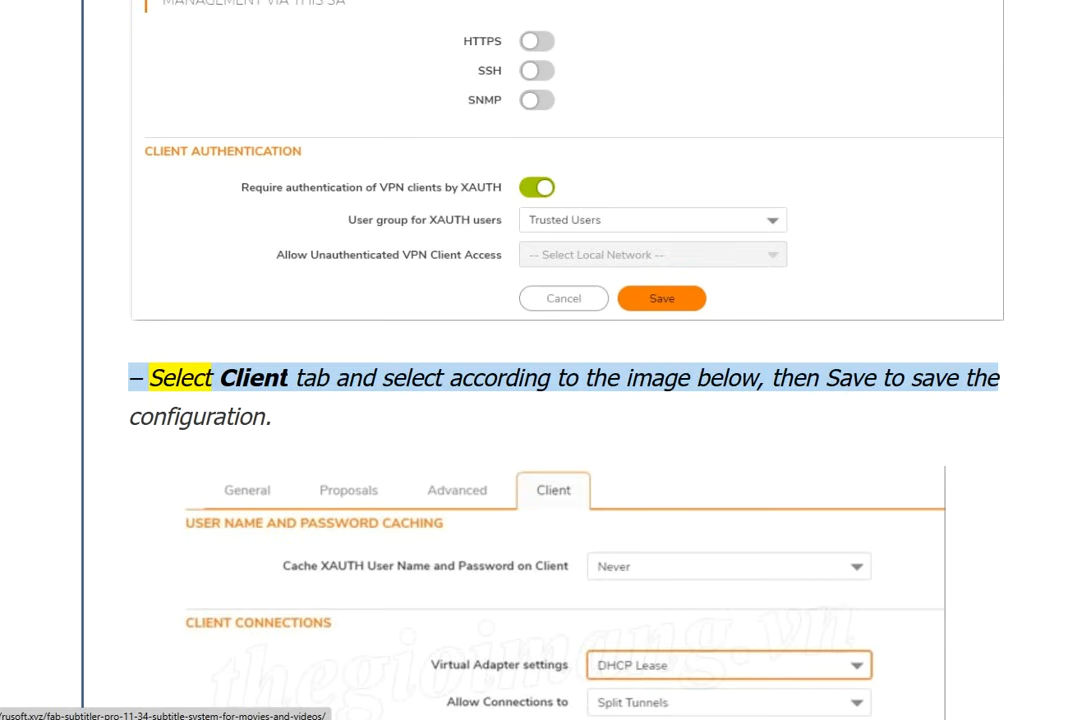 MANAGEMENT VIA THIS SA
HTTPS
SSH
SNMP
CLIENT AUTHENTICATION
Require authentication of VPN clients by XAUTH
User group for XAUTH users Trusted Users
Allow Unauthenticated VPN Client Access -- Select Local Network --
Cancel Save
– Select Client tab and select according to the image below, then Save to save the
configuration.
General Proposals Advanced Client
USER NAME AND PASSWORD CACHING
Cache XAUTH User Name and Password on Client Never
CLIENT CONNECTIONS
thegioimang.vn
Virtual Adapter settings DHCP Lease
Allow Connections to Split Tunnels
/rusoft.xyz/fab-subtitler-pro-11-34-subtitle-system-for-movies-and-videos/